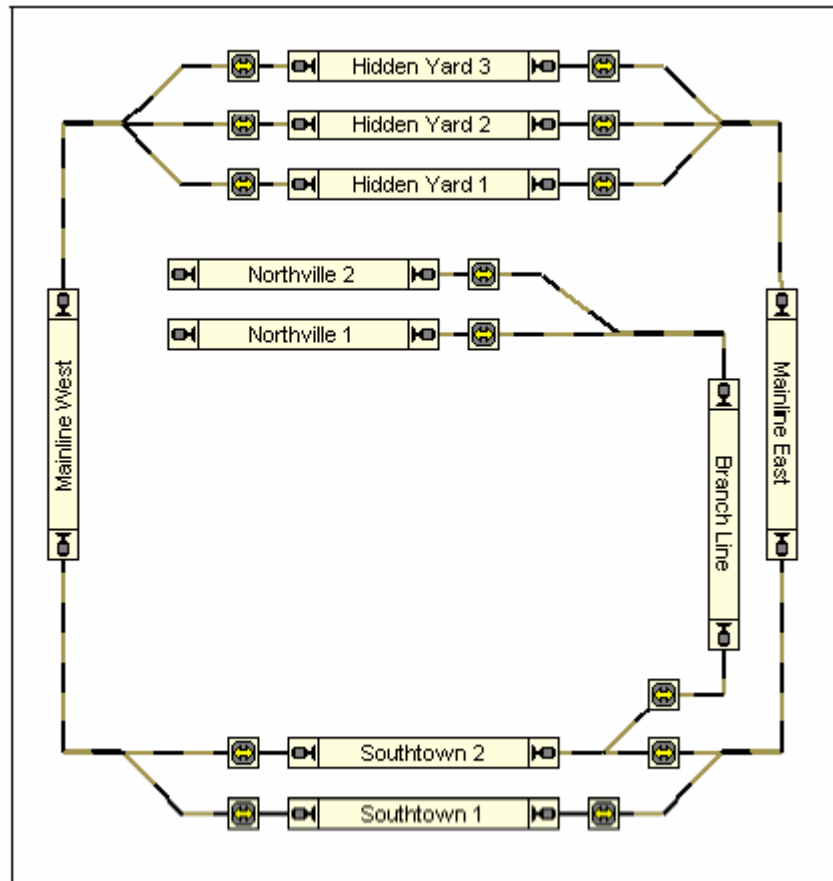 Hidden Yard 3
Hidden Yard 2
Hidden Yard 1
Northville 2
Northville 1
Mainline West
Mainline East
Branch Line
Southtown 2
Southtown 1